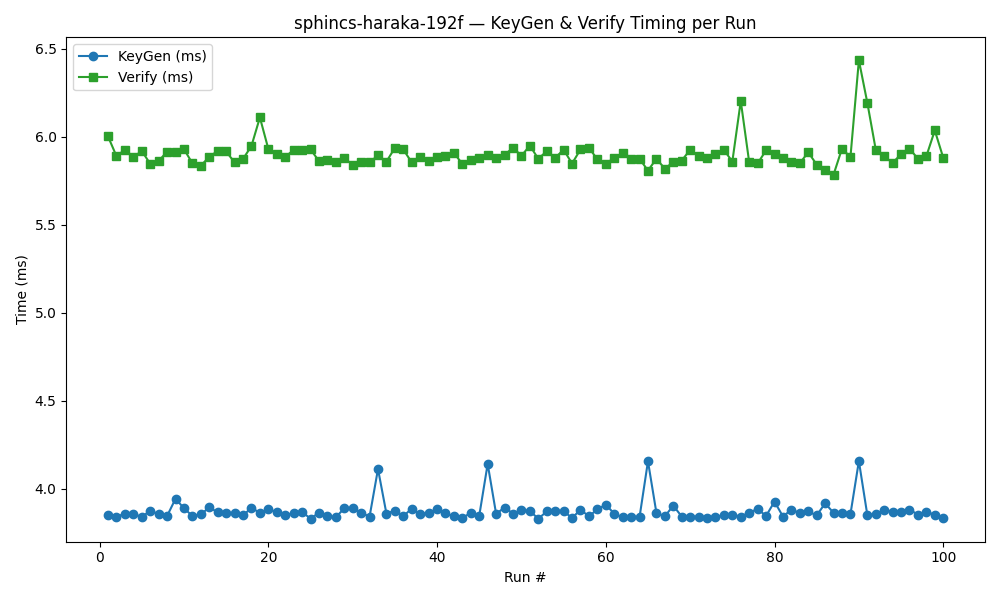 sphincs-haraka-192f — KeyGen & Verify Timing per Run
KeyGen (ms)
Verify (ms)
6.5
6.0
5.5
5.0
4.5
4.0
Time (ms)
0
20
40
60
80
100
Run #